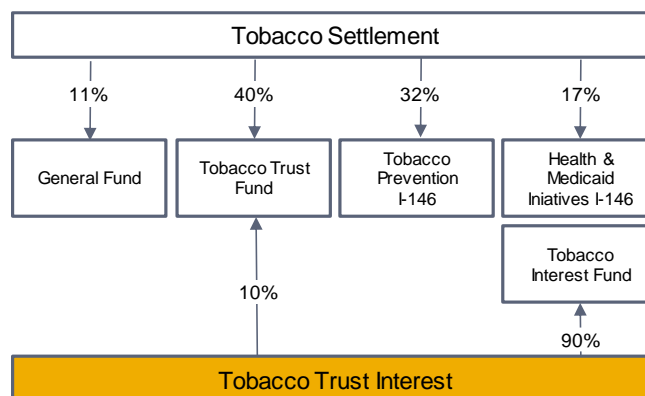 Tobacco Settlement
11%
40%
32%
17%
General Fund
Tobacco Trust
Fund
Tobacco
Prevention
I-146
Health &
Medicaid
Iniatives I-146
Tobacco
Interest Fund
10%
90%
Tobacco Trust Interest